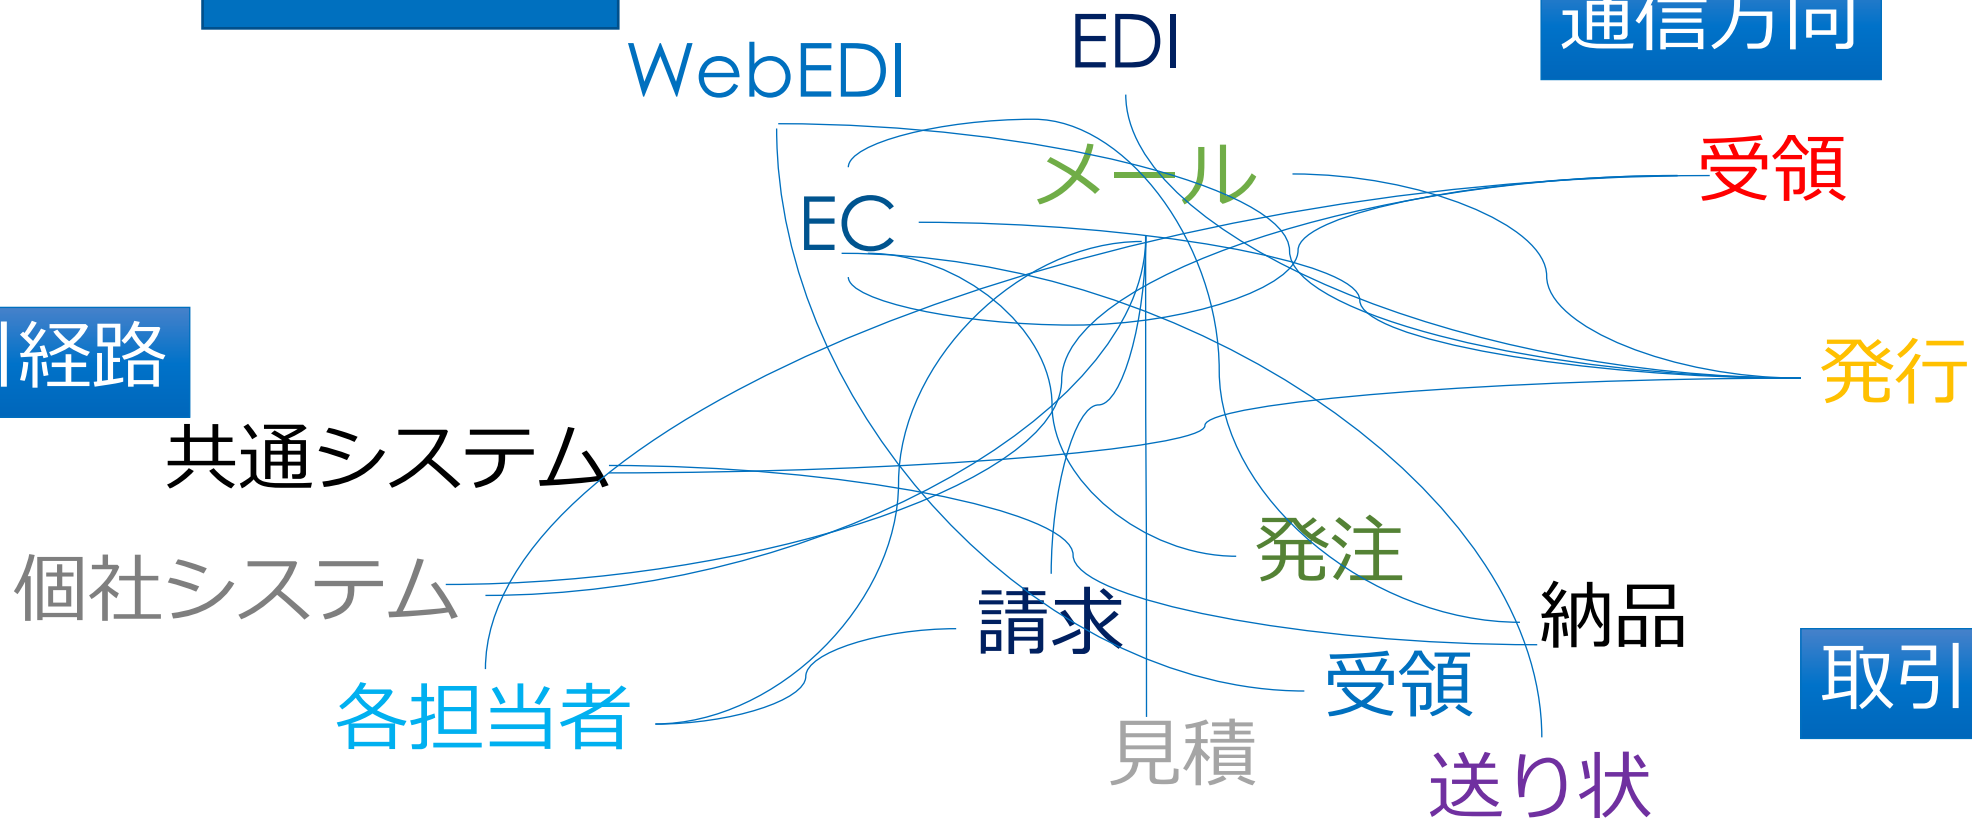 EDI
通信方向
WebEDI
メール
受領
EC
経路
発行
共通システム
発注
個社システム
請求
納品
受領
取引
各担当者
見積
送り状